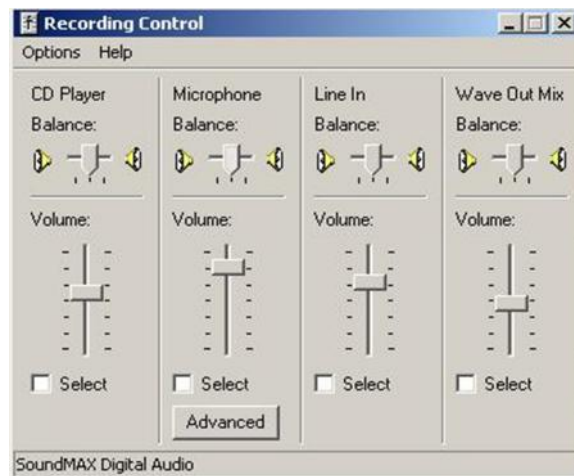 Recording Control
Options Help
CD Player Microphone Line In Wave Out Mix
Balance: Balance: Balance: Balance:
Volume: Volume: Volume: Volume:
Select Select Select Select
Advanced
SoundMAX Digital Audio